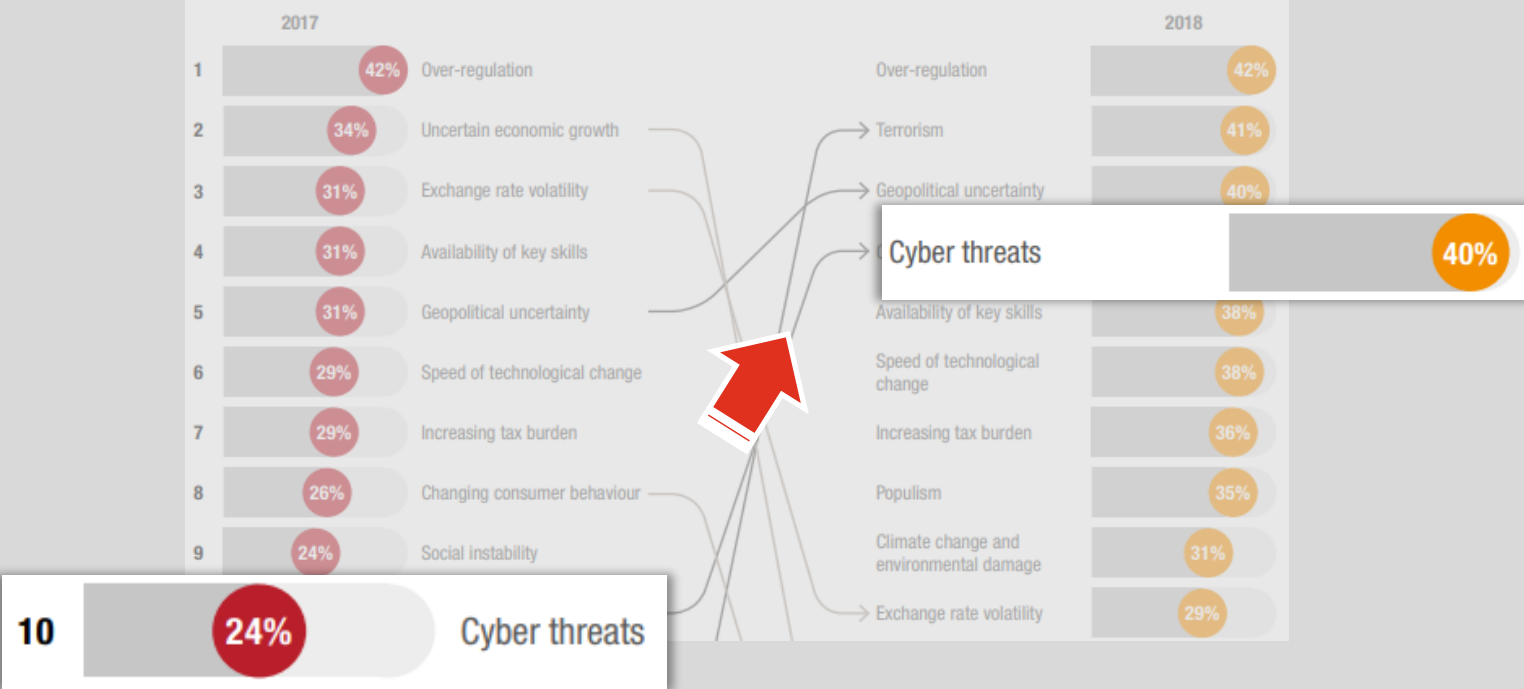 2017
2018
1 42% Over-regulation
Over-regulation 42%
2 34% Uncertain economic growth
Terrorism 41%
3 31% Exchange rate volatility
Geopolitical uncertainty 40%
4 31% Availability of key skills
Cyber threats 40%
5 31% Geopolitical uncertainty
Availability of key skills 38%
6 29% Speed of technological change
Speed of technological
change 38%
7 29% Increasing tax burden
Increasing tax burden 36%
8 26% Changing consumer behaviour
Populism 35%
9 24% Social instability
Climate change and
environmental damage 31%
10 24% Cyber threats
Exchange rate volatility 29%